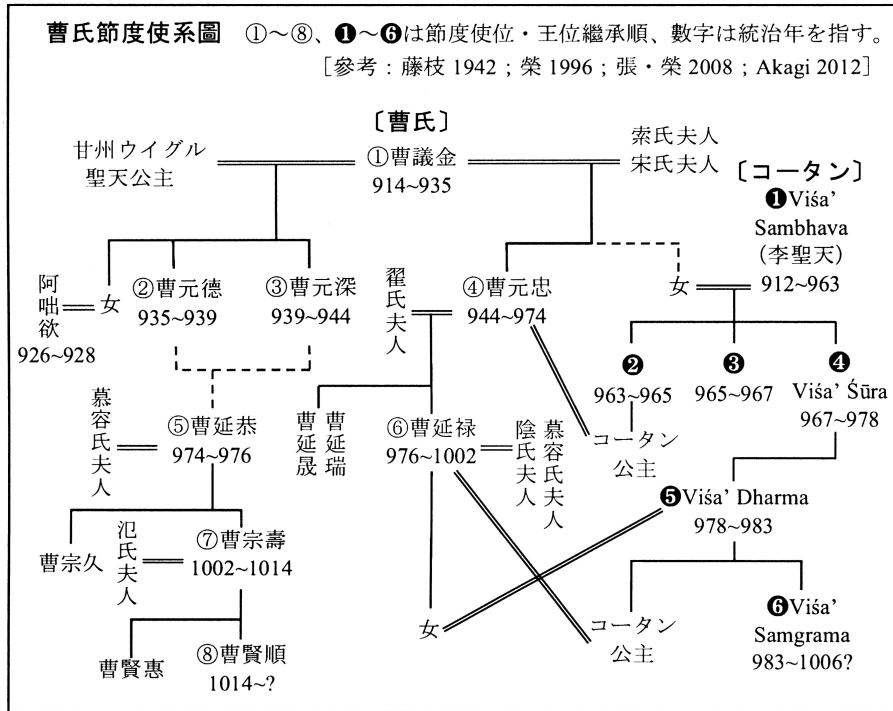 曹氏節度使系圖　①～⑧、❶～❻は節度使位・王位繼承順、數字は統治年を指す。
［參考：藤枝 1942；榮 1996；張・榮 2008；Akagi 2012］
〔曹氏〕
甘州ウイグル
聖天公主
①曹議金
914~935
索氏夫人
宋氏夫人
〔コータン〕
❶Viśa’
Sambhava
（李聖天）
912~963
阿咄欲
926~928
女
②曹元德
935~939
③曹元深
939~944
翟氏夫人
④曹元忠
944~974
女
❷
963~965
❸
965~967
❹
Viśa’ Śūra
967~978
慕容氏夫人
⑤曹延恭
974~976
曹延晟
曹延瑞
⑥曹延禄
976~1002
慕容氏夫人
陰氏夫人
コータン
公主
❺Viśa’ Dharma
978~983
曹宗久
氾氏夫人
⑦曹宗壽
1002~1014
女
コータン
公主
❻Viśa’
Samgrama
983~1006?
曹賢惠
⑧曹賢順
1014~?